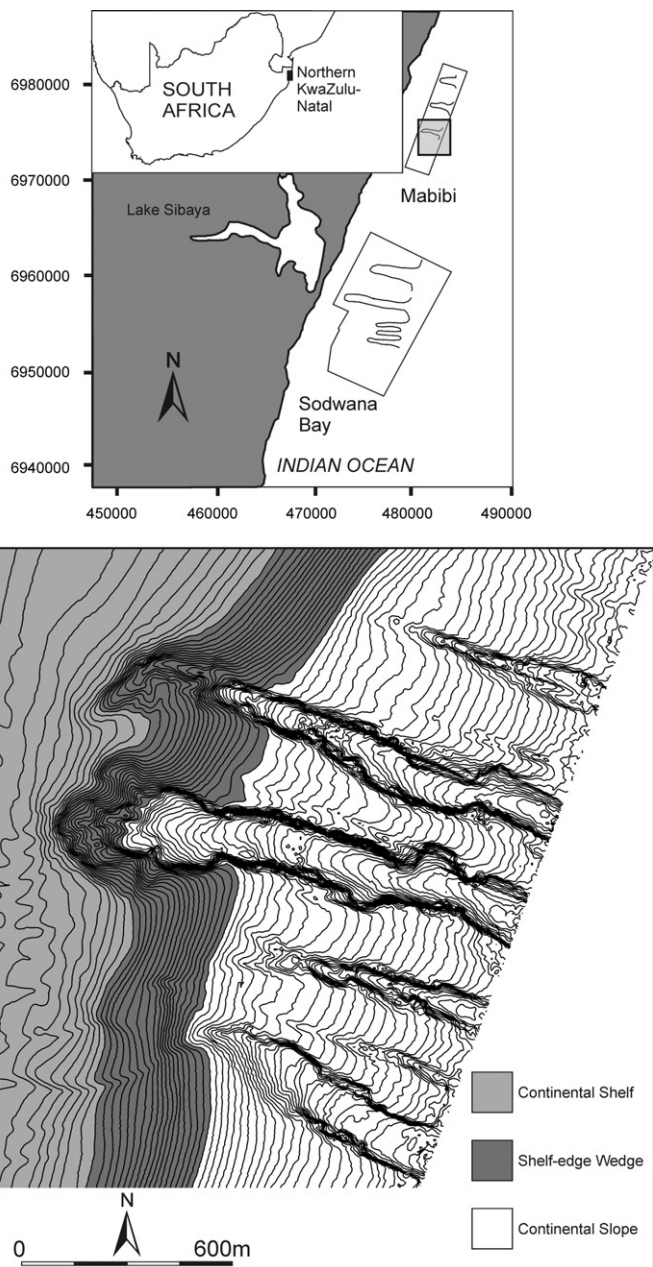 6980000
6970000
6960000
6950000
6940000
SOUTH
AFRICA
Northern
KwaZulu-
Natal
Mabibi
Lake Sibaya
N
Sodwana
Bay
INDIAN OCEAN
450000 460000 470000 480000 490000
Continental Shelf
Shelf-edge Wedge
Continental Slope
N
0 600m